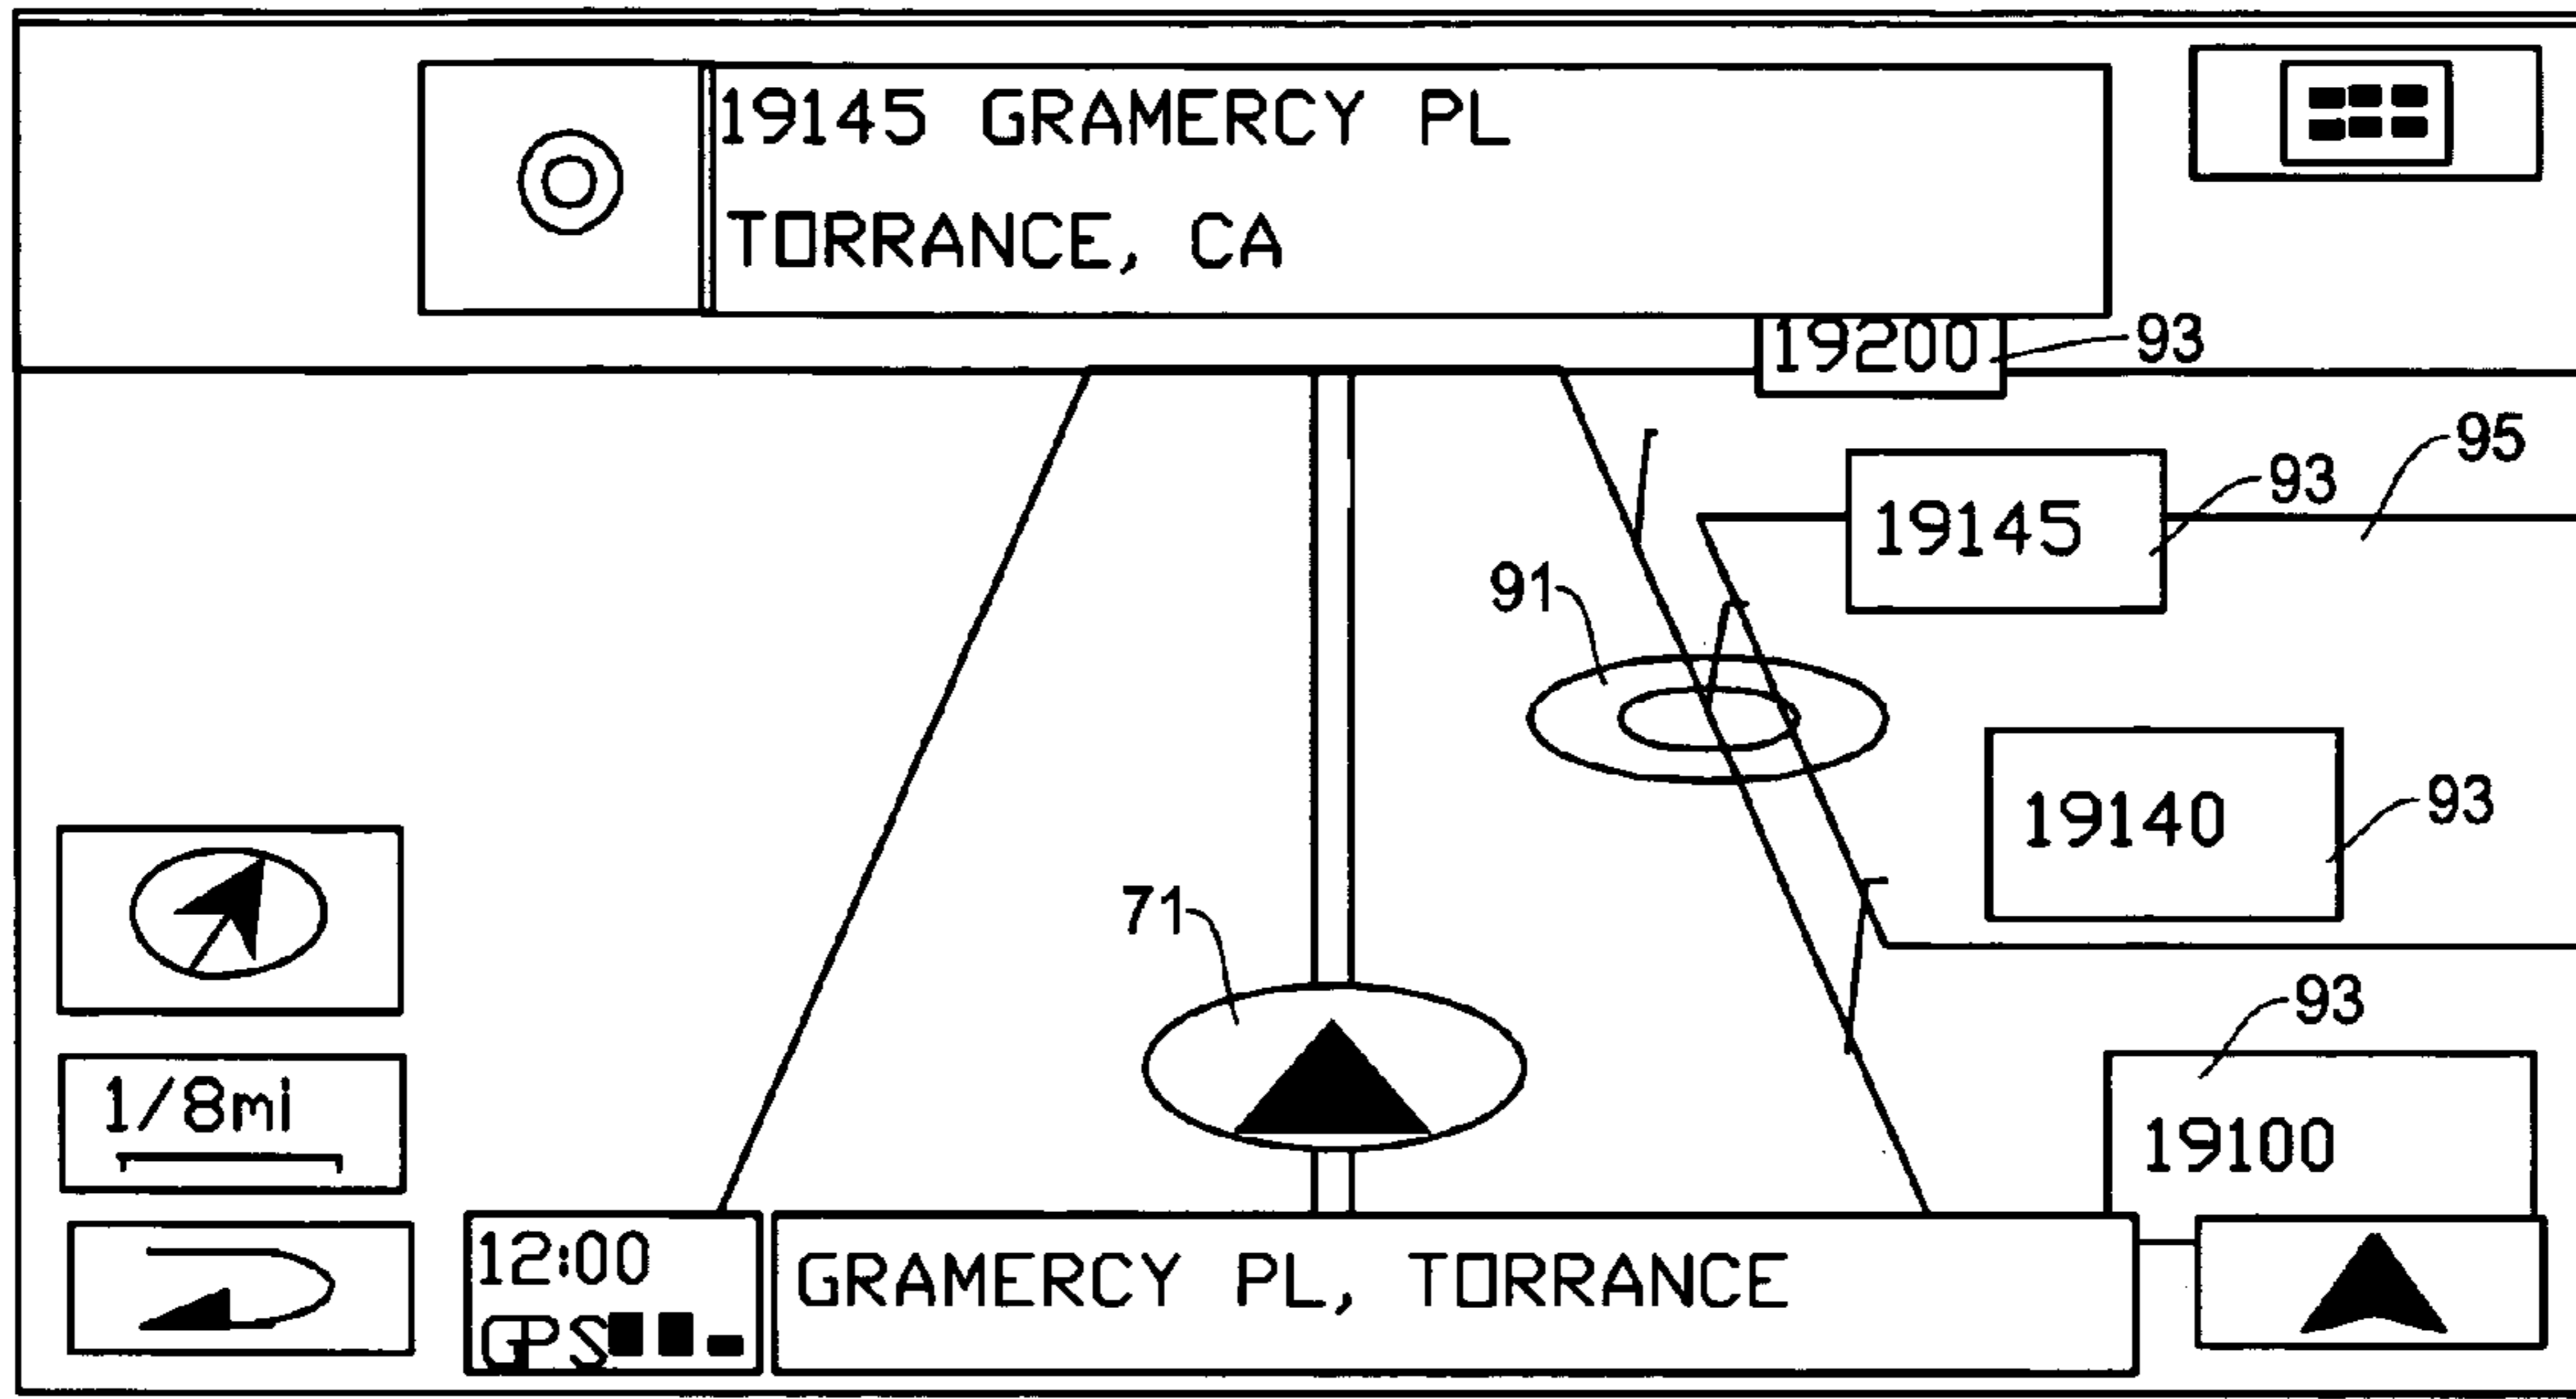 19145 GRAMERCY PL
TORRANCE, CA
19200
93
95
19145
93
91
19140
93
71
93
1/8mi
19100
12:00
GPS
GRAMERCY PL, TORRANCE